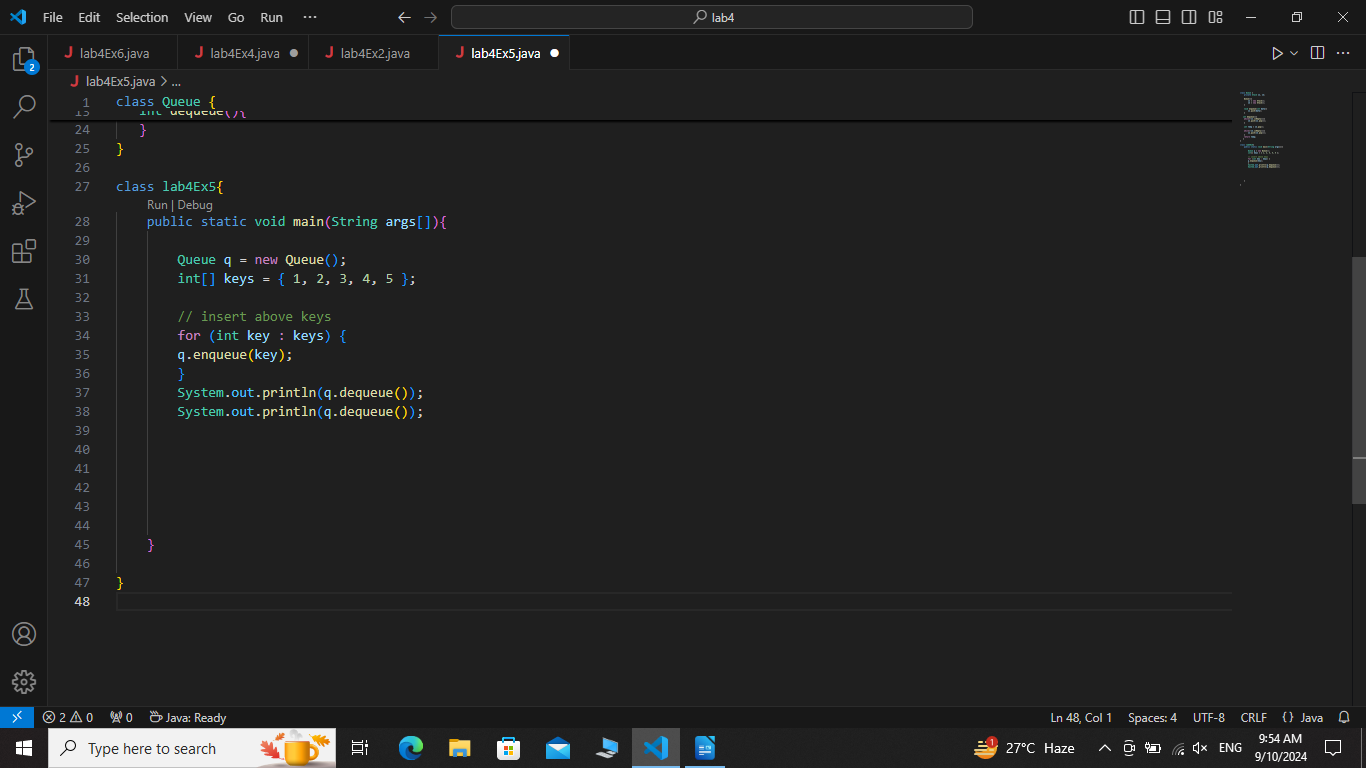 File Edit Selection View Go Run ··· lab4
lab4Ex6.java lab4Ex4.java lab4Ex2.java lab4Ex5.java
lab4Ex5.java > ...
1 class Queue {
13 int dequeue(){
24 }
25 }
26
27 class lab4Ex5{
Run | Debug
28 public static void main(String args[]){
29
30 Queue q = new Queue();
31 int[] keys = { 1, 2, 3, 4, 5 };
32
33 // insert above keys
34 for (int key : keys) {
35 q.enqueue(key);
36 }
37 System.out.println(q.dequeue());
38 System.out.println(q.dequeue());
39
40
41
42
43
44
45 }
46
47 }
48
2
2 0 0 Java: Ready Ln 48, Col 1 Spaces: 4 UTF-8 CRLF {} Java
Type here to search 1 27°C Haze ENG 9:54 AM
9/10/2024